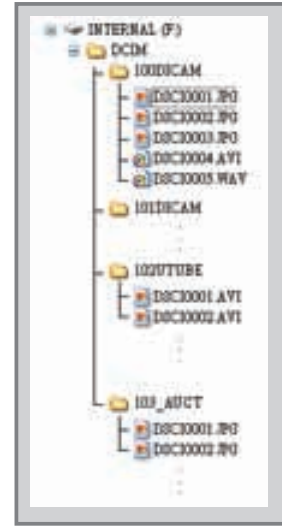 INTERNAL (F)
DCIM
100DICAM
DSCI0001.JPG
DSCI0002.JPG
DSCI0003.JPG
DSCI0004.AVI
DSCI0005.WAV
101DICAM
102UTUBE
DSCI0001.AVI
DSCI0002.AVI
103_AUCT
DSCI0001.JPG
DSCI0002.JPG